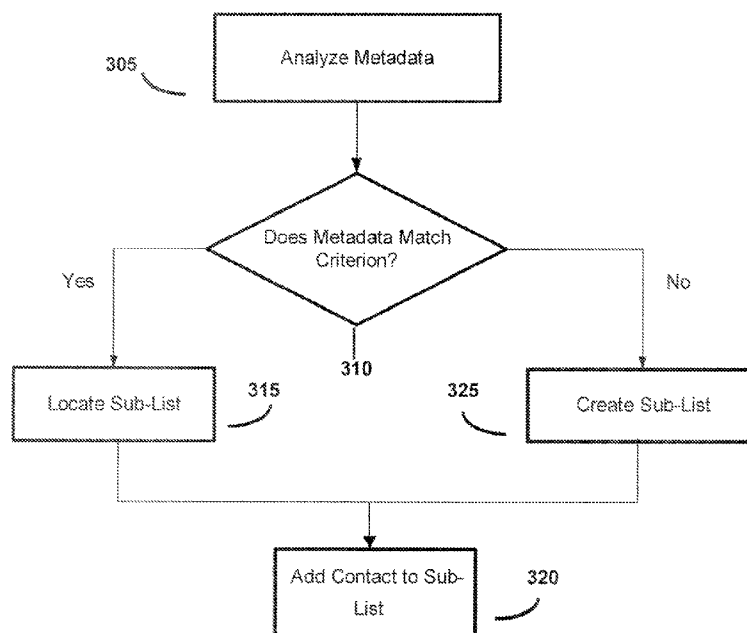 Analyze Metadata
305
Does Metadata Match
Criterion?
Yes
No
310
Locate Sub-List
315
325
Create Sub-List
Add Contact to Sub-
List
320